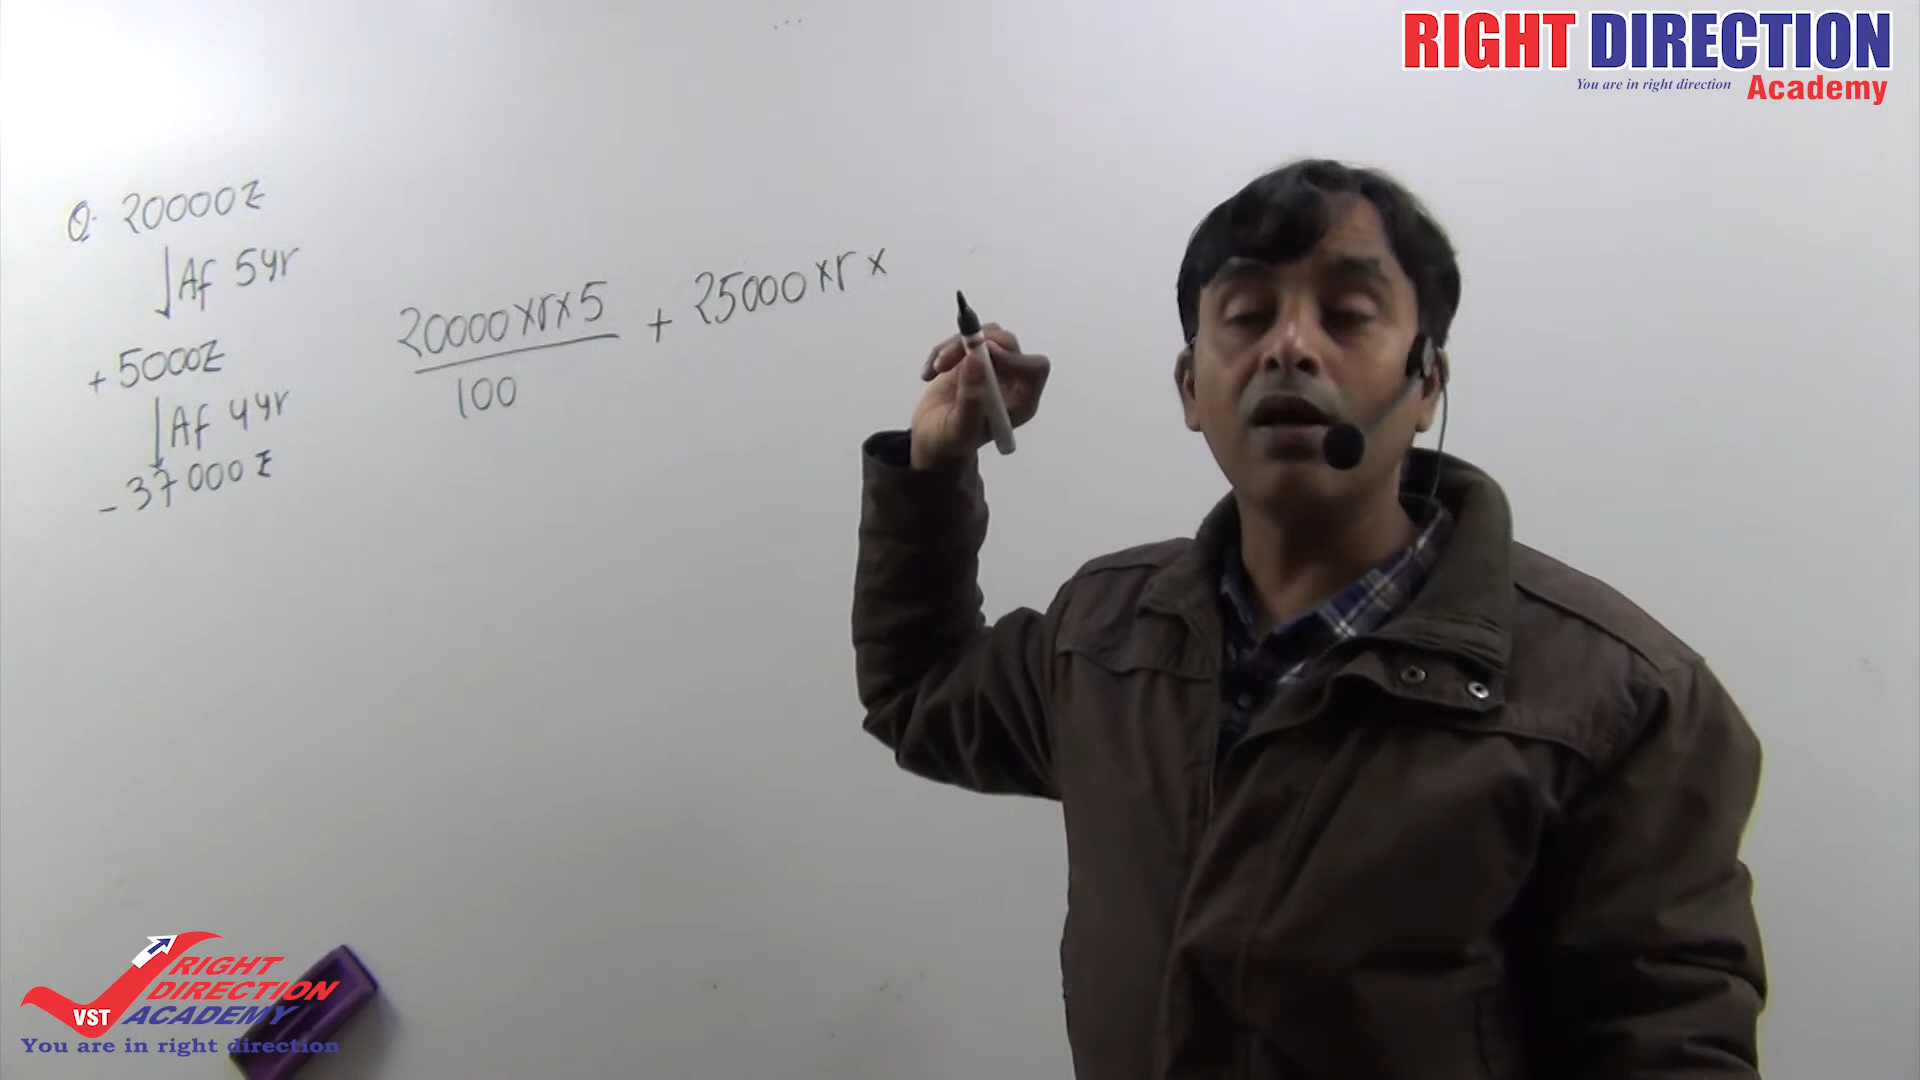 RIGHT DIRECTION
You are in right direction Academy
Q. 20000₹
Af 5yr
+ 5000₹
Af 4yr
- 37000₹
20000×r×5 + 25000×r×
100
RIGHT
DIRECTION
VST ACADEMY
You are in right direction